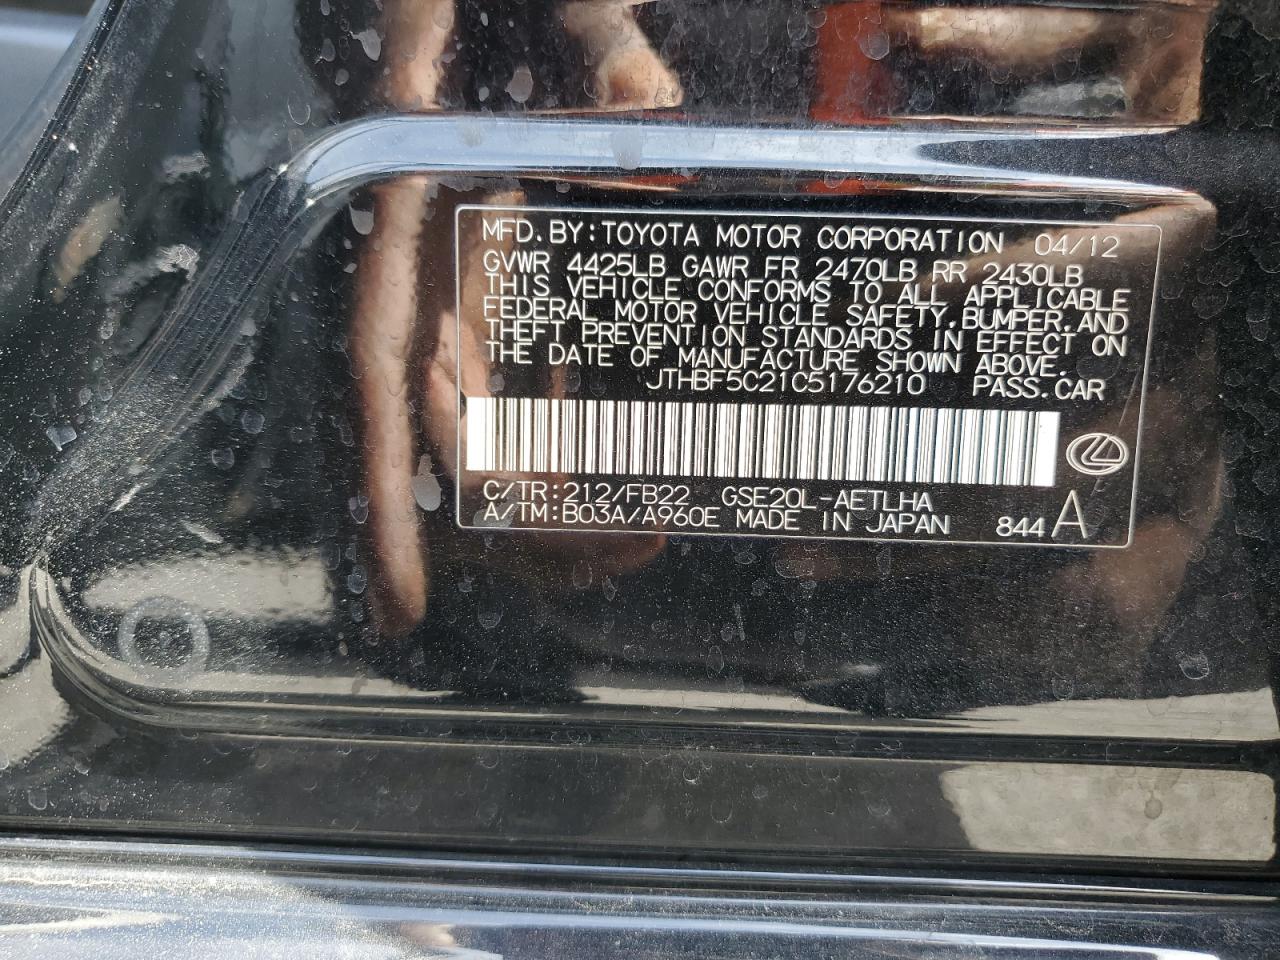 MFD.BY:TOYOTA MOTOR CORPORATION 04/12
GVWR 4425LB GAWR FR 2470LB RR 2430LB
THIS VEHICLE CONFORMS TO ALL APPLICABLE
FEDERAL MOTOR VEHICLE SAFETY,BUMPER,AND
THEFT PREVENTION STANDARDS IN EFFECT ON
THE DATE OF MANUFACTURE SHOWN ABOVE.
JTHBF5C21C5176210 PASS.CAR
C/TR:212/FB22 GSE20L-AETLHA
A/TM:B03A/A960E MADE IN JAPAN 844 A